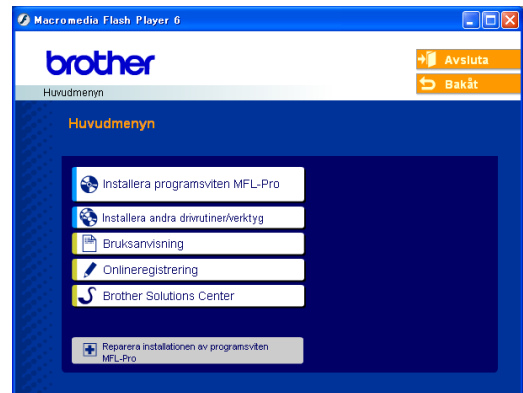 Macromedia Flash Player 6
brother
Avsluta
Bakåt
Huvudmenyn
Huvudmenyn
Installera programsviten MFL-Pro
Installera andra drivrutiner/verktyg
Bruksanvisning
Onlineregistrering
Brother Solutions Center
Reparera installationen av programsviten
MFL-Pro